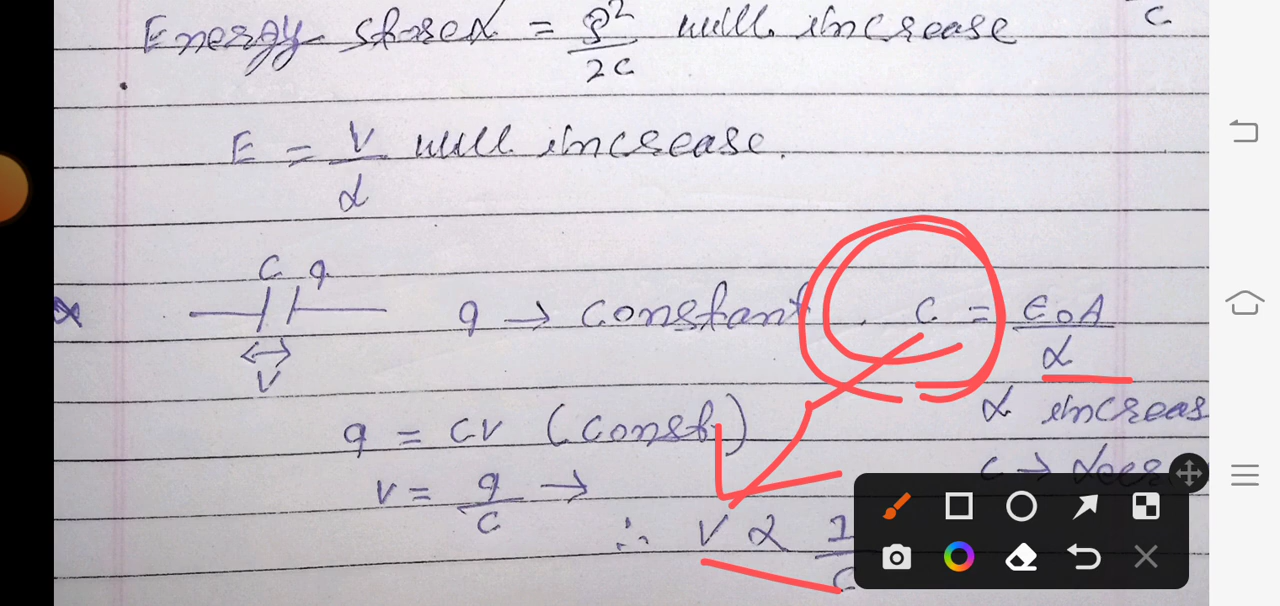 C
Energy stored = Q²/2C will increase
E = V/d will increase.
C q
q → Constant . C = ε₀A/d
V
d increas
q = CV (Const.)
C → decr
V = q/C →
∴ V ∝ 1/C